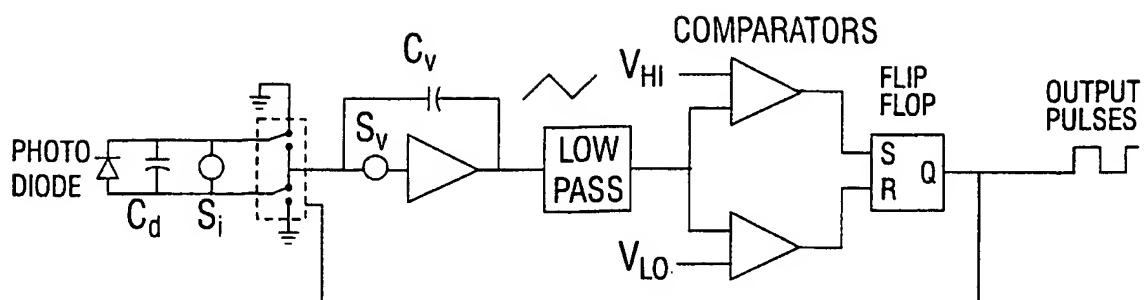 COMPARATORS
C_v
V_HI
FLIP
FLOP
OUTPUT
PULSES
S_v
PHOTO
DIODE
LOW
PASS
S
Q
R
C_d
S_i
V_LO